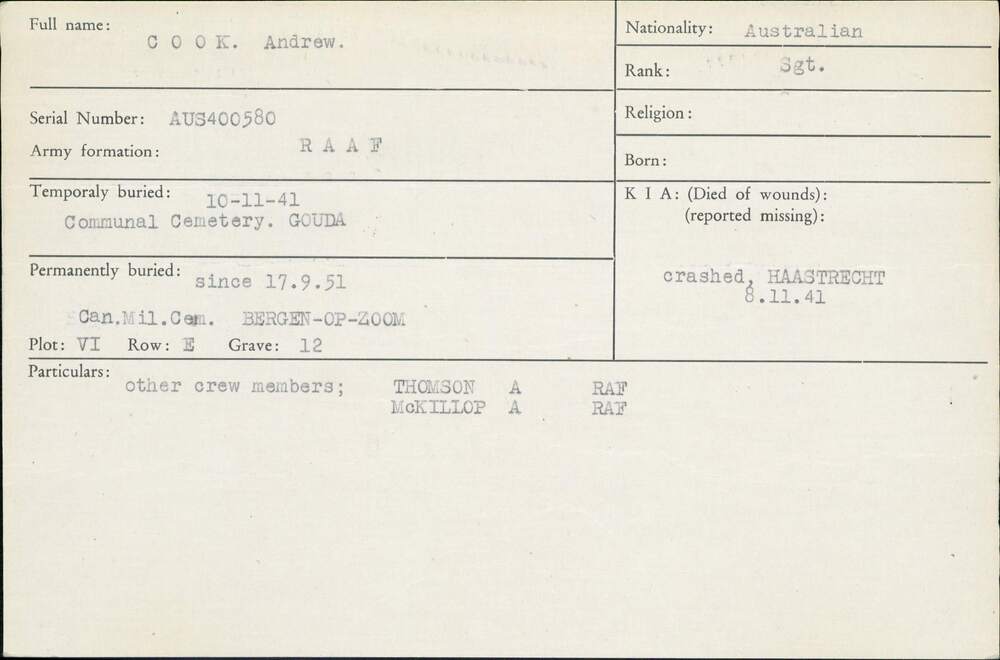 Full name: C O O K. Andrew.
Nationality: Australian
Rank: Sgt.
Serial Number: AUS400580
Army formation: R A A F
Religion:
Born:
Temporaly buried: 10-11-41
Communal Cemetery. GOUDA
K I A: (Died of wounds):
(reported missing):
crashed, HAASTRECHT
8.11.41
Permanently buried: since 17.9.51
Can.Mil.Cem. BERGEN-OP-ZOOM
Plot: VI Row: E Grave: 12
Particulars: other crew members; THOMSON A RAF
McKILLOP A RAF